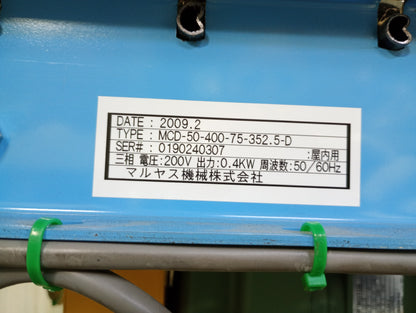 DATE : 2009.2
TYPE : MCD-50-400-75-352.5-D
SER# : 0190240307 :屋内用
三相 電圧:200V 出力:0.4KW 周波数:50/60Hz
マルヤス機械株式会社